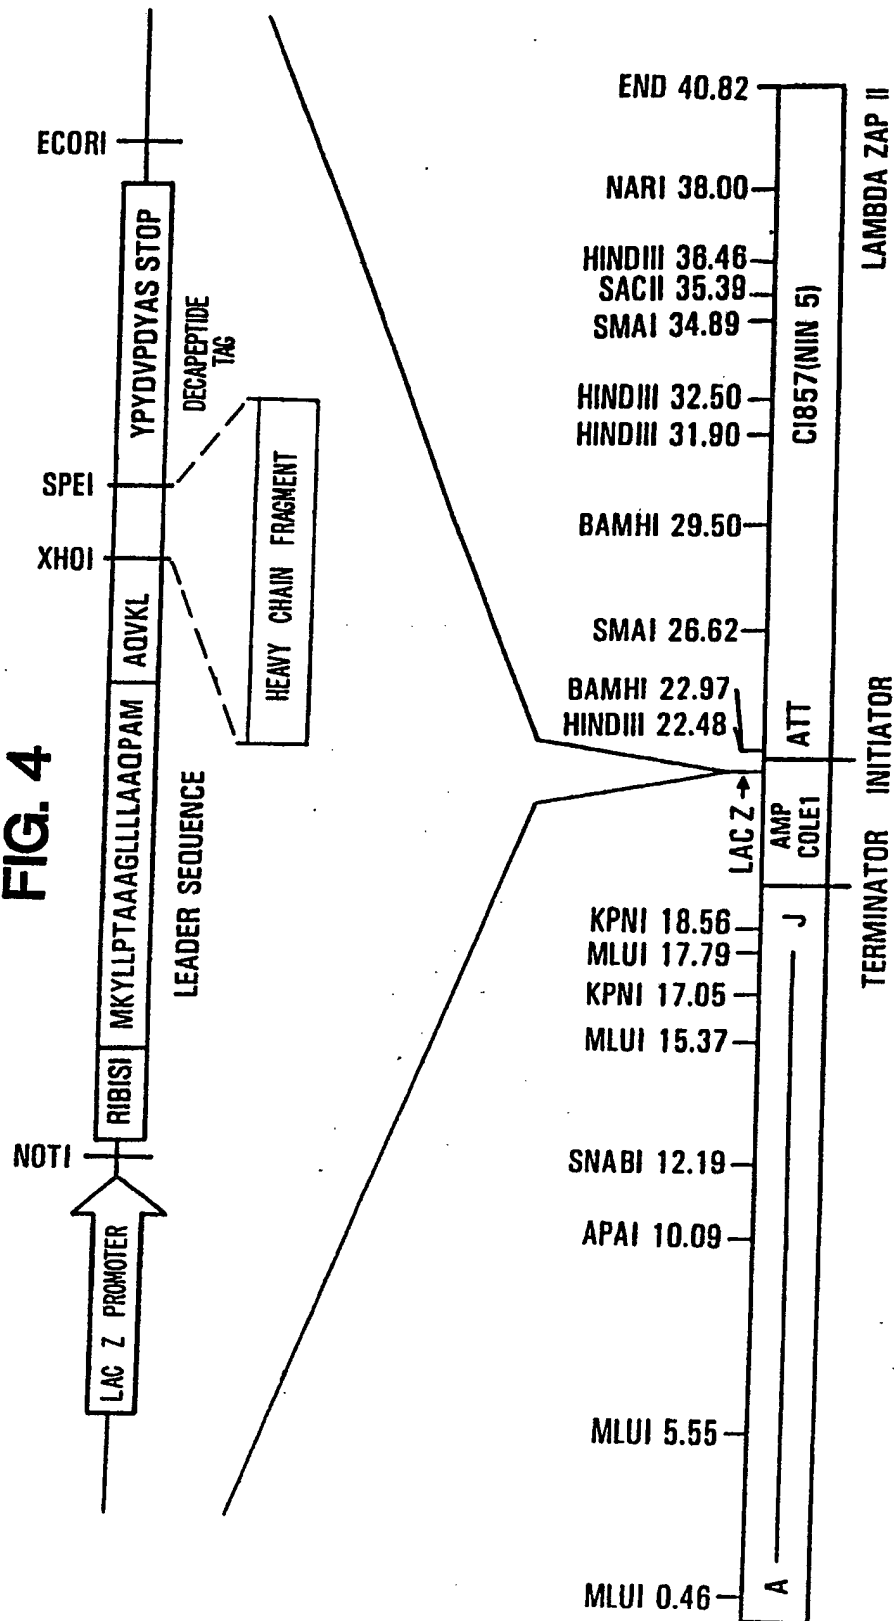 FIG. 4
LAC Z PROMOTER
NOTI
RIBISI
MKYLLPTAAAGLLLLAAQPAM
AQVKL
XHOI
SPEI
YPYDVPDYAS STOP
ECORI
LEADER SEQUENCE
DECAPEPTIDE
TAG
HEAVY CHAIN FRAGMENT
END 40.82
NARI 38.00
HINDIII 36.46
SACII 35.39
SMAI 34.89
HINDIII 32.50
HINDIII 31.90
BAMHI 29.50
SMAI 26.62
BAMHI 22.97
HINDIII 22.48
LAC Z
KPNI 18.56
MLUI 17.79
KPNI 17.05
MLUI 15.37
SNABI 12.19
APAI 10.09
MLUI 5.55
MLUI 0.46
A
J
AMP
COLE1
ATT
CI857(NIN 5)
TERMINATOR
INITIATOR
LAMBDA ZAP II